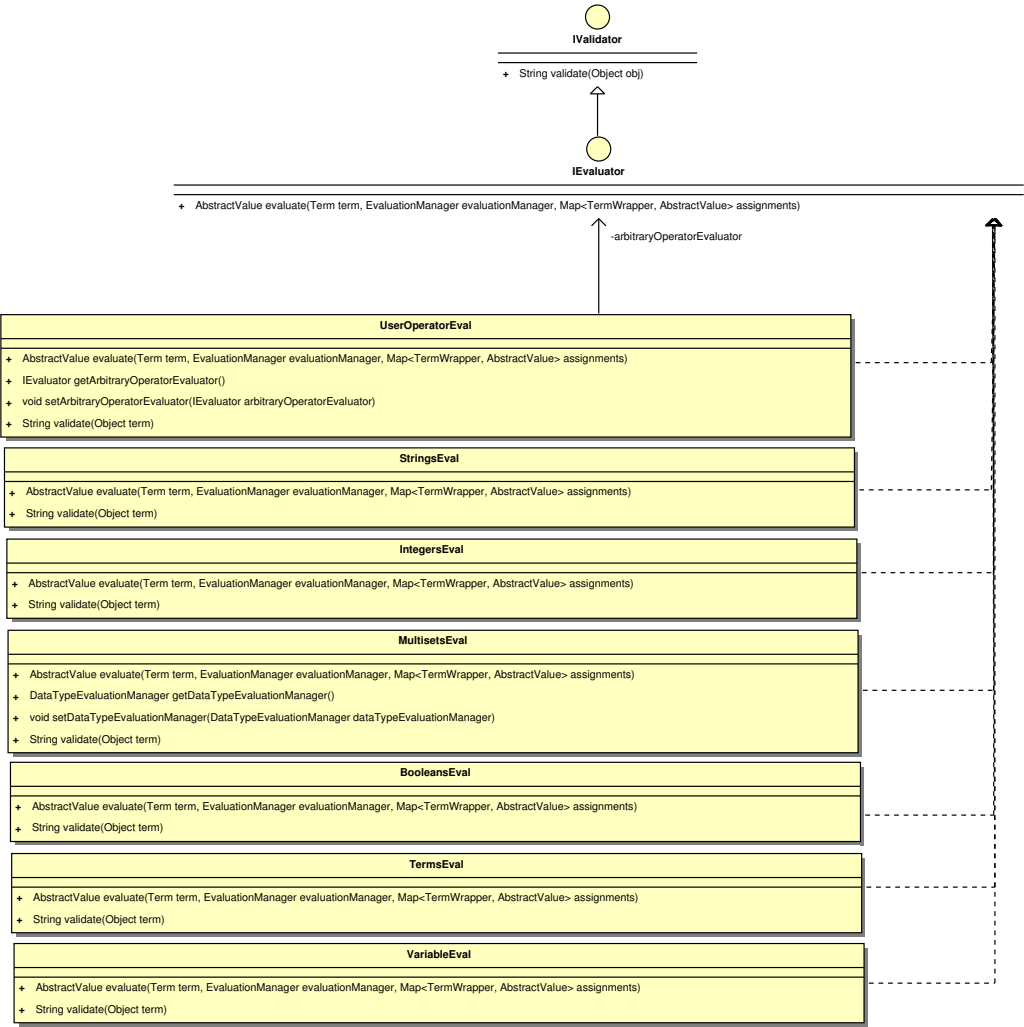 IValidator
+ String validate(Object obj)
IEvaluator
+ AbstractValue evaluate(Term term, EvaluationManager evaluationManager, Map<TermWrapper, AbstractValue> assignments)
-arbitraryOperatorEvaluator
UserOperatorEval
+ AbstractValue evaluate(Term term, EvaluationManager evaluationManager, Map<TermWrapper, AbstractValue> assignments)
+ IEvaluator getArbitraryOperatorEvaluator()
+ void setArbitraryOperatorEvaluator(IEvaluator arbitraryOperatorEvaluator)
+ String validate(Object term)
StringsEval
+ AbstractValue evaluate(Term term, EvaluationManager evaluationManager, Map<TermWrapper, AbstractValue> assignments)
+ String validate(Object term)
IntegersEval
+ AbstractValue evaluate(Term term, EvaluationManager evaluationManager, Map<TermWrapper, AbstractValue> assignments)
+ String validate(Object term)
MultisetsEval
+ AbstractValue evaluate(Term term, EvaluationManager evaluationManager, Map<TermWrapper, AbstractValue> assignments)
+ DataTypeEvaluationManager getDataTypeEvaluationManager()
+ void setDataTypeEvaluationManager(DataTypeEvaluationManager dataTypeEvaluationManager)
+ String validate(Object term)
BooleansEval
+ AbstractValue evaluate(Term term, EvaluationManager evaluationManager, Map<TermWrapper, AbstractValue> assignments)
+ String validate(Object term)
TermsEval
+ AbstractValue evaluate(Term term, EvaluationManager evaluationManager, Map<TermWrapper, AbstractValue> assignments)
+ String validate(Object term)
VariableEval
+ AbstractValue evaluate(Term term, EvaluationManager evaluationManager, Map<TermWrapper, AbstractValue> assignments)
+ String validate(Object term)